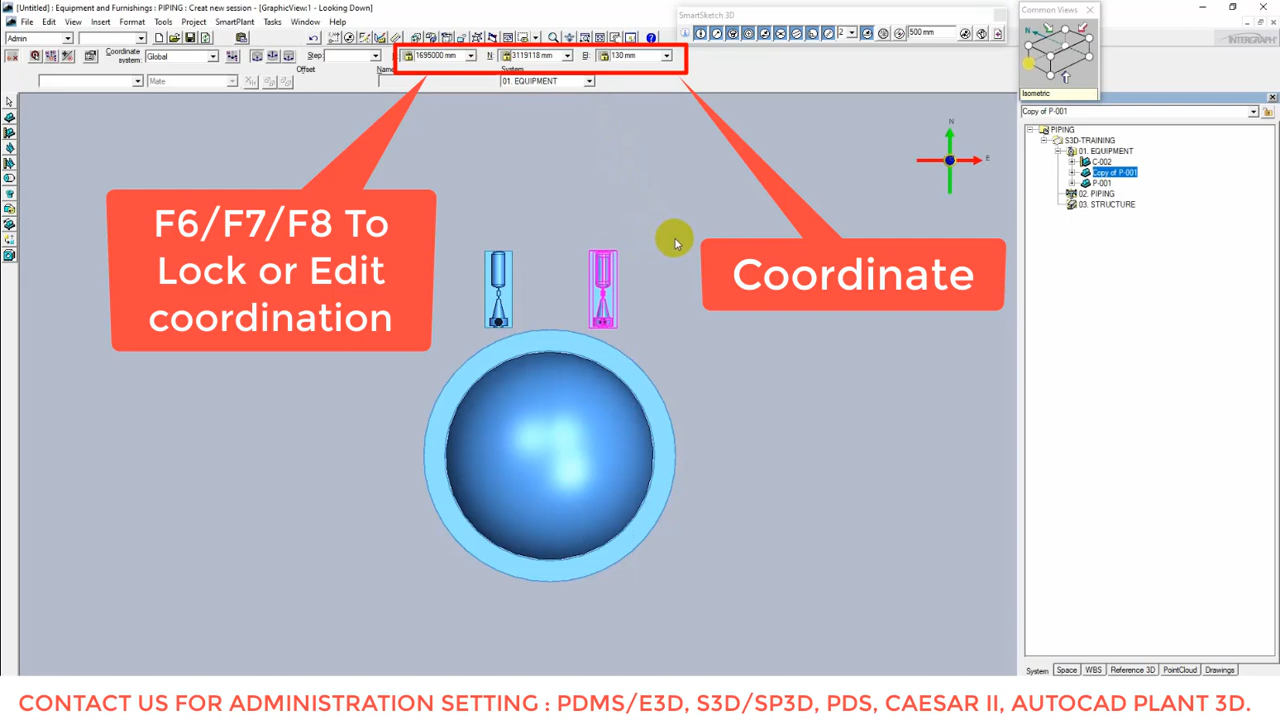 [Untitled] : Equipment and Furnishings : PIPING : Creat new session - [GraphicView:1 - Looking Down]
SmartSketch 3D
Common Views
File Edit View Insert Format Tools Project SmartPlant Tasks Window Help
Admin
2
500 mm
N
INTERGRAPH
Coordinate system:
Global
Step:
1695000 mm
N:
3119118 mm
130 mm
Offset
Name
System
Mate
01. EQUIPMENT
Isometric
Copy of P-001
PIPING
S3D-TRAINING
01. EQUIPMENT
C-002
Copy of P-001
P-001
02. PIPING
03. STRUCTURE
N
E
F6/F7/F8 To
Lock or Edit
coordination
Coordinate
System Space WBS Reference 3D PointCloud Drawings
CONTACT US FOR ADMINISTRATION SETTING : PDMS/E3D, S3D/SP3D, PDS, CAESAR II, AUTOCAD PLANT 3D.